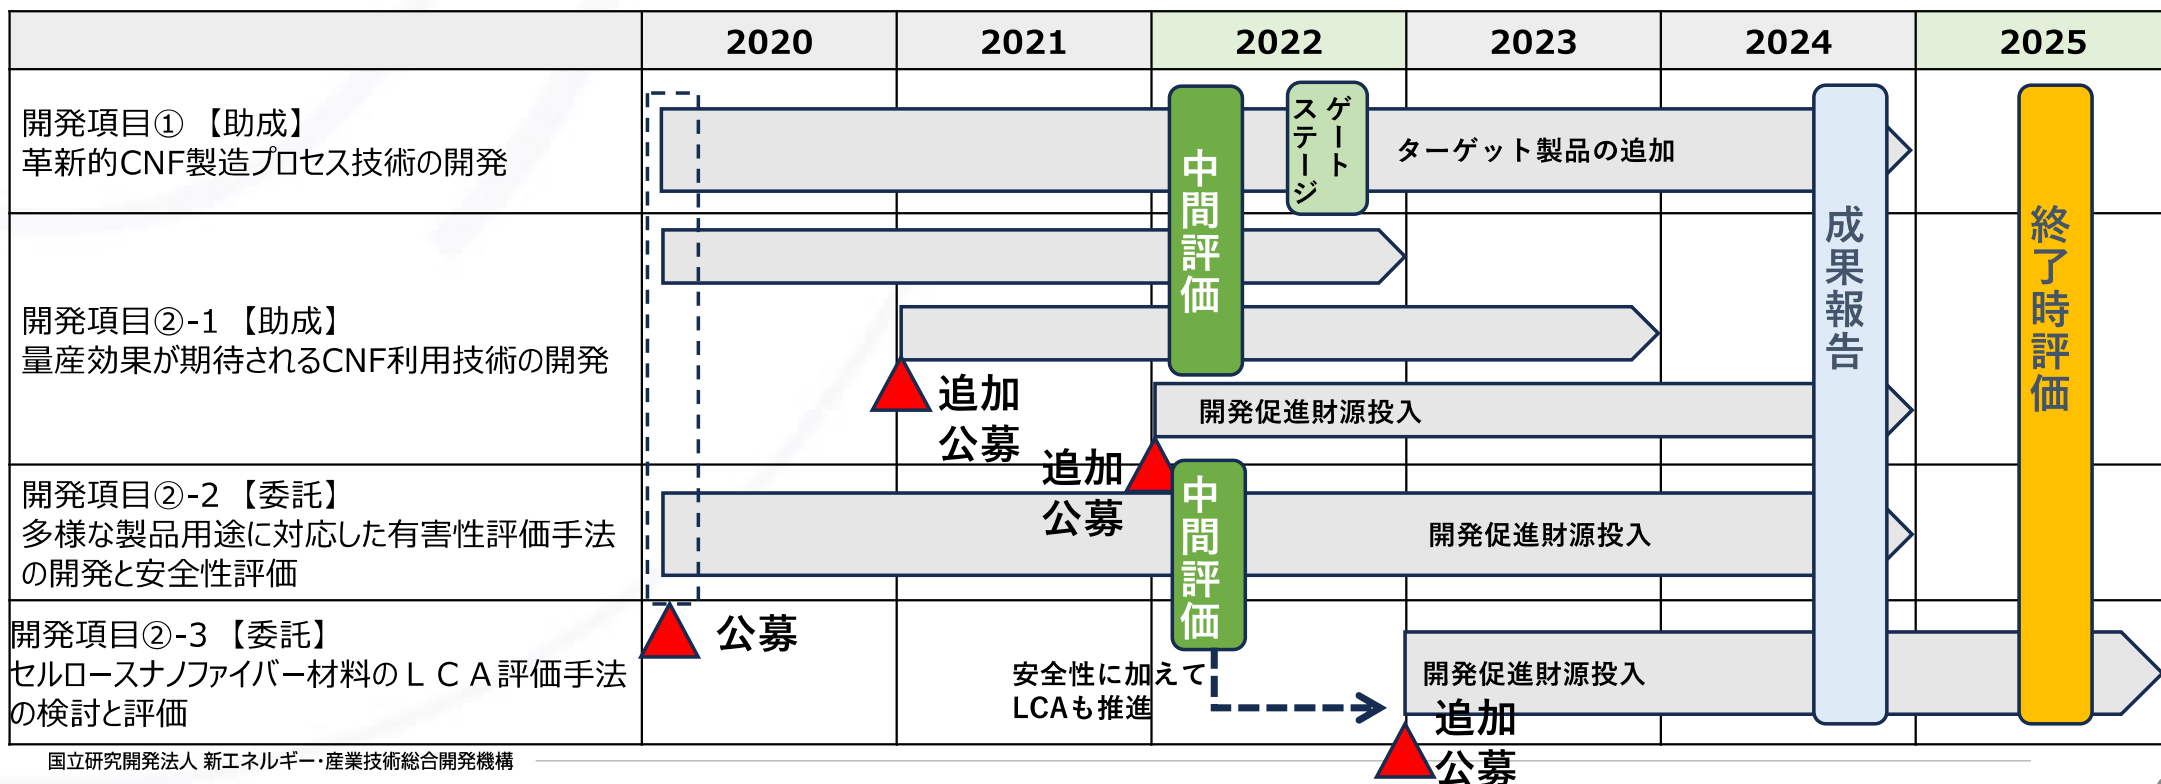 2020 2021 2022 2023 2024 2025
開発項目① 【助成】
革新的CNF製造プロセス技術の開発
中間評価
ステージ
ゲート
ターゲット製品の追加
成果報告
終了時評価
開発項目②-1 【助成】
量産効果が期待されるCNF利用技術の開発
追加
公募
開発促進財源投入
追加
公募
開発項目②-2 【委託】
多様な製品用途に対応した有害性評価手法
の開発と安全性評価
中間評価
開発促進財源投入
公募
開発項目②-3 【委託】
セルロースナノファイバー材料のＬＣＡ評価手法
の検討と評価
安全性に加えて
LCAも推進
開発促進財源投入
追加
公募
国立研究開発法人 新エネルギー・産業技術総合開発機構